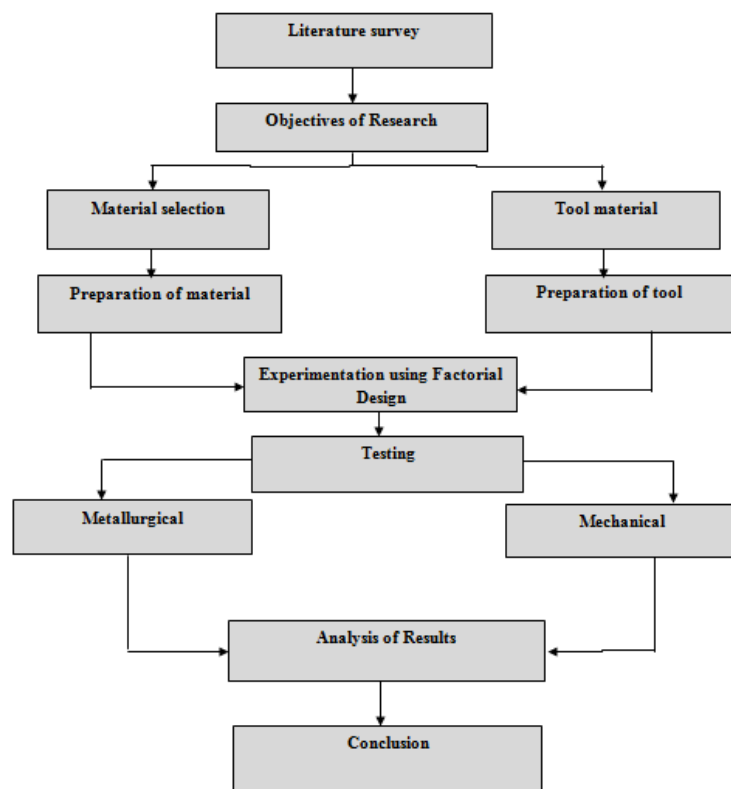 Literature survey
Objectives of Research
Material selection
Tool material
Preparation of material
Preparation of tool
Experimentation using Factorial
Design
Testing
Metallurgical
Mechanical
Analysis of Results
Conclusion